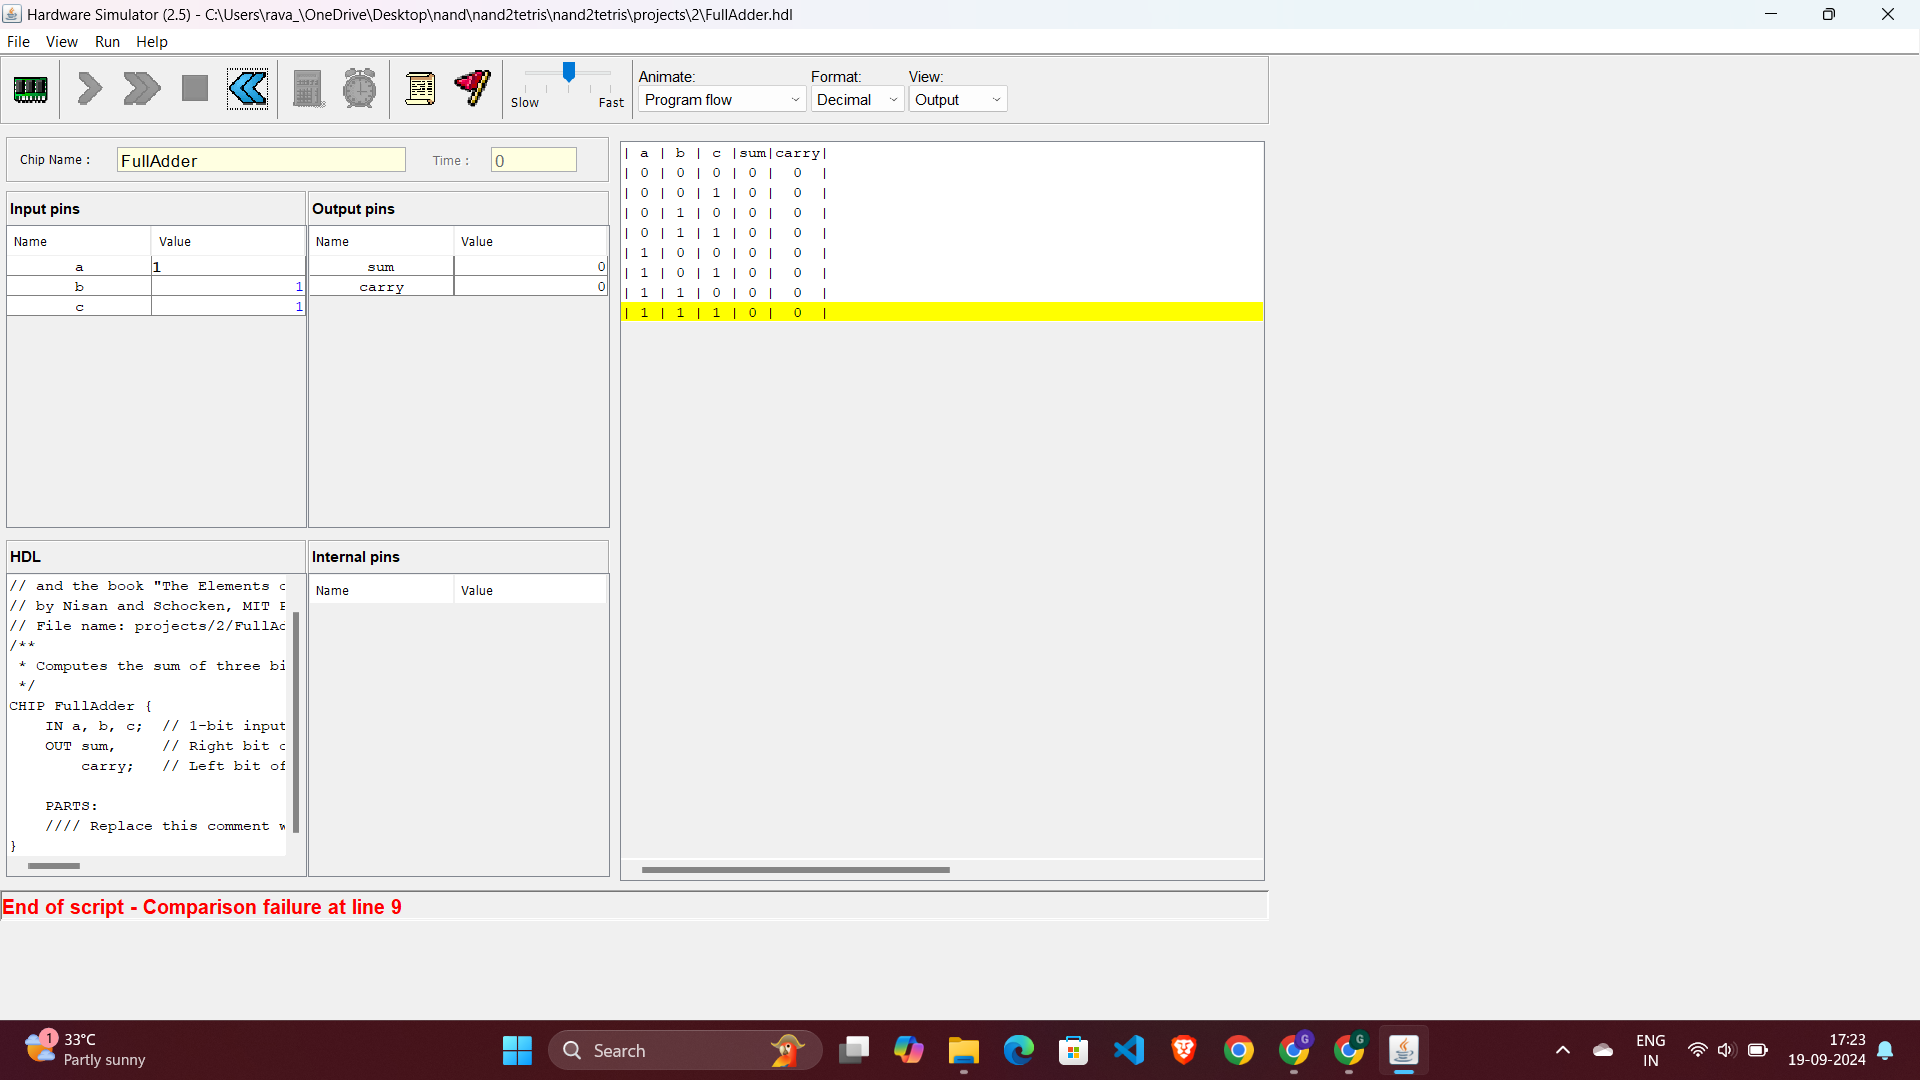 Hardware Simulator (2.5) - C:\Users\rava_\OneDrive\Desktop\nand\nand2tetris\nand2tetris\projects\2\FullAdder.hdl
File View Run Help
Slow Fast
Animate: Format: View:
Program flow Decimal Output
Chip Name : FullAdder Time : 0
Input pins
Name Value
a 1
b 1
c 1
Output pins
Name Value
sum 0
carry 0
| a | b | c |sum|carry|
| 0 | 0 | 0 | 0 | 0 |
| 0 | 0 | 1 | 0 | 0 |
| 0 | 1 | 0 | 0 | 0 |
| 0 | 1 | 1 | 0 | 0 |
| 1 | 0 | 0 | 0 | 0 |
| 1 | 0 | 1 | 0 | 0 |
| 1 | 1 | 0 | 0 | 0 |
| 1 | 1 | 1 | 0 | 0 |
HDL
// and the book "The Elements
// by Nisan and Schocken, MIT
// File name: projects/2/FullAd
/**
* Computes the sum of three bi
*/
CHIP FullAdder {
IN a, b, c; // 1-bit input
OUT sum, // Right bit
carry; // Left bit of
PARTS:
//// Replace this comment
}
Internal pins
Name Value
End of script - Comparison failure at line 9
1
33°C
Partly sunny
Search
G
G
ENG
IN
17:23
19-09-2024